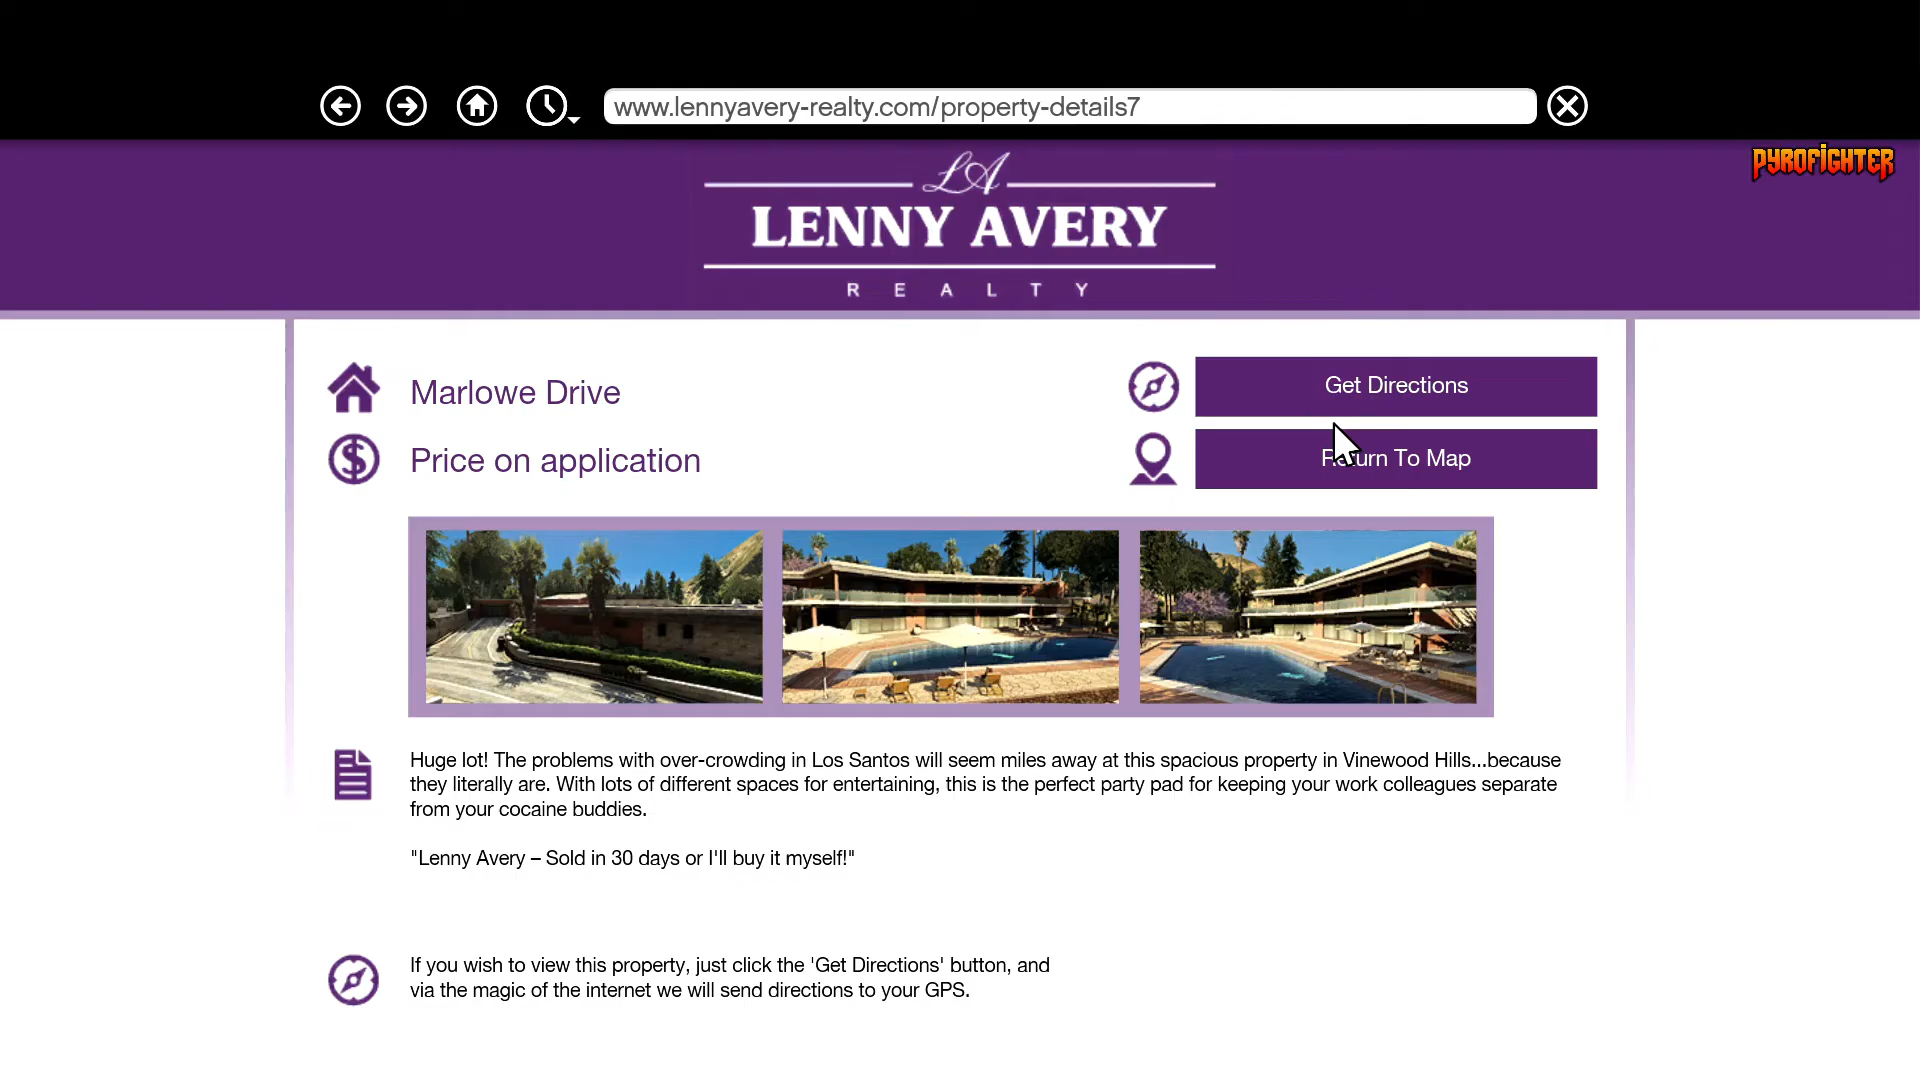 www.lennyavery-realty.com/property-details7
PYROFIGHTER
LA
LENNY AVERY
REALTY
Marlowe Drive
Get Directions
Price on application
Return To Map
Huge lot! The problems with over-crowding in Los Santos will seem miles away at this spacious property in Vinewood Hills...because
they literally are. With lots of different spaces for entertaining, this is the perfect party pad for keeping your work colleagues separate
from your cocaine buddies.
"Lenny Avery – Sold in 30 days or I'll buy it myself!"
If you wish to view this property, just click the 'Get Directions' button, and
via the magic of the internet we will send directions to your GPS.